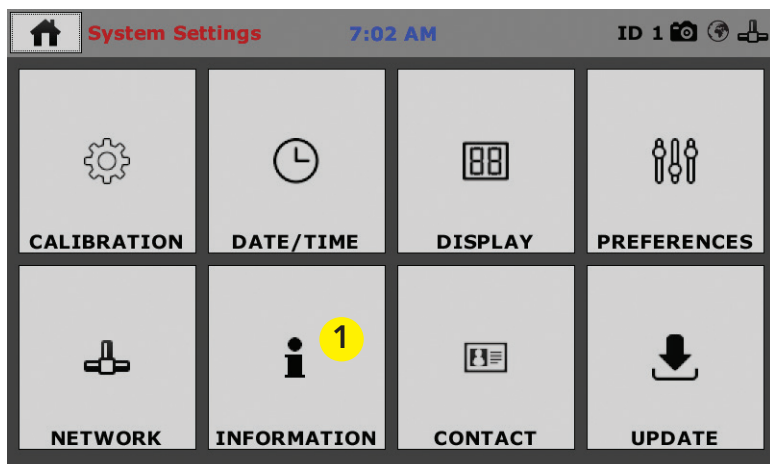 System Settings 7:02 AM ID 1
CALIBRATION DATE/TIME DISPLAY PREFERENCES
1
NETWORK INFORMATION CONTACT UPDATE